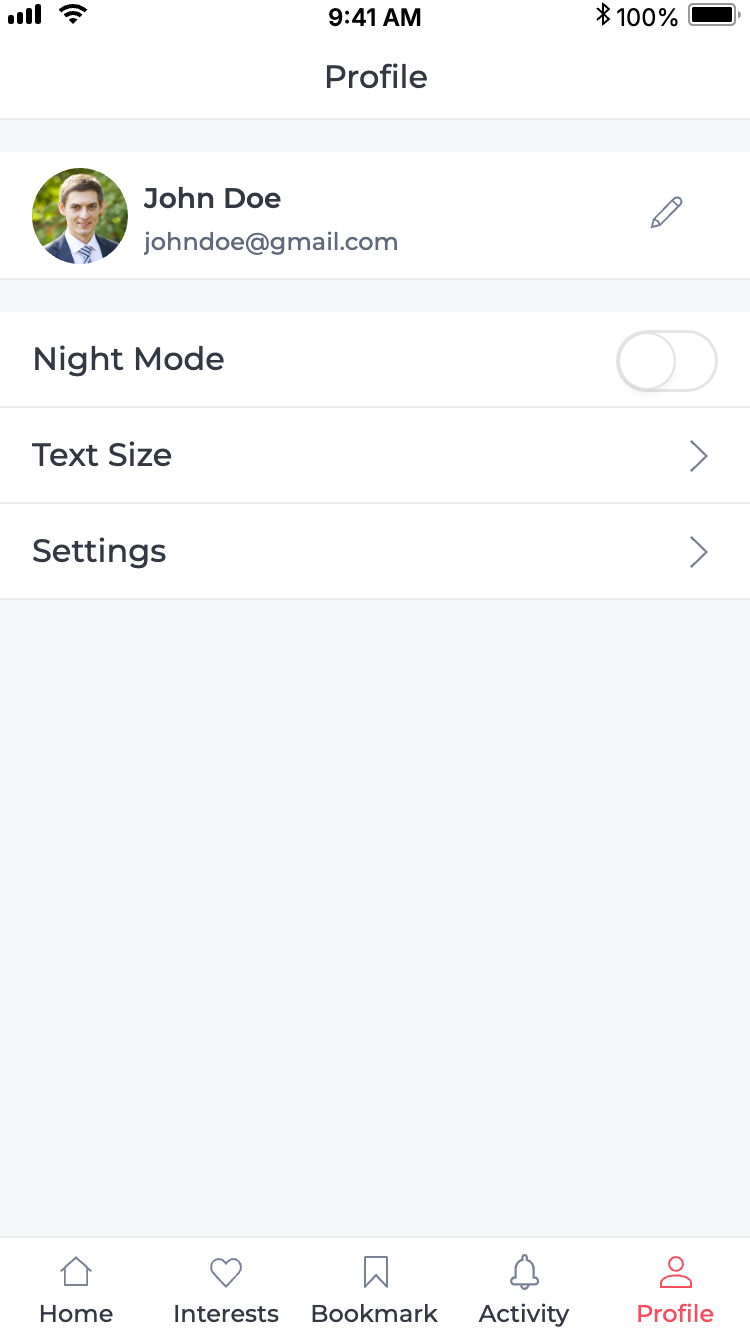 9:41 AM
100%
Profile
John Doe
johndoe@gmail.com
Night Mode
Text Size
Settings
Home
Interests
Bookmark
Activity
Profile